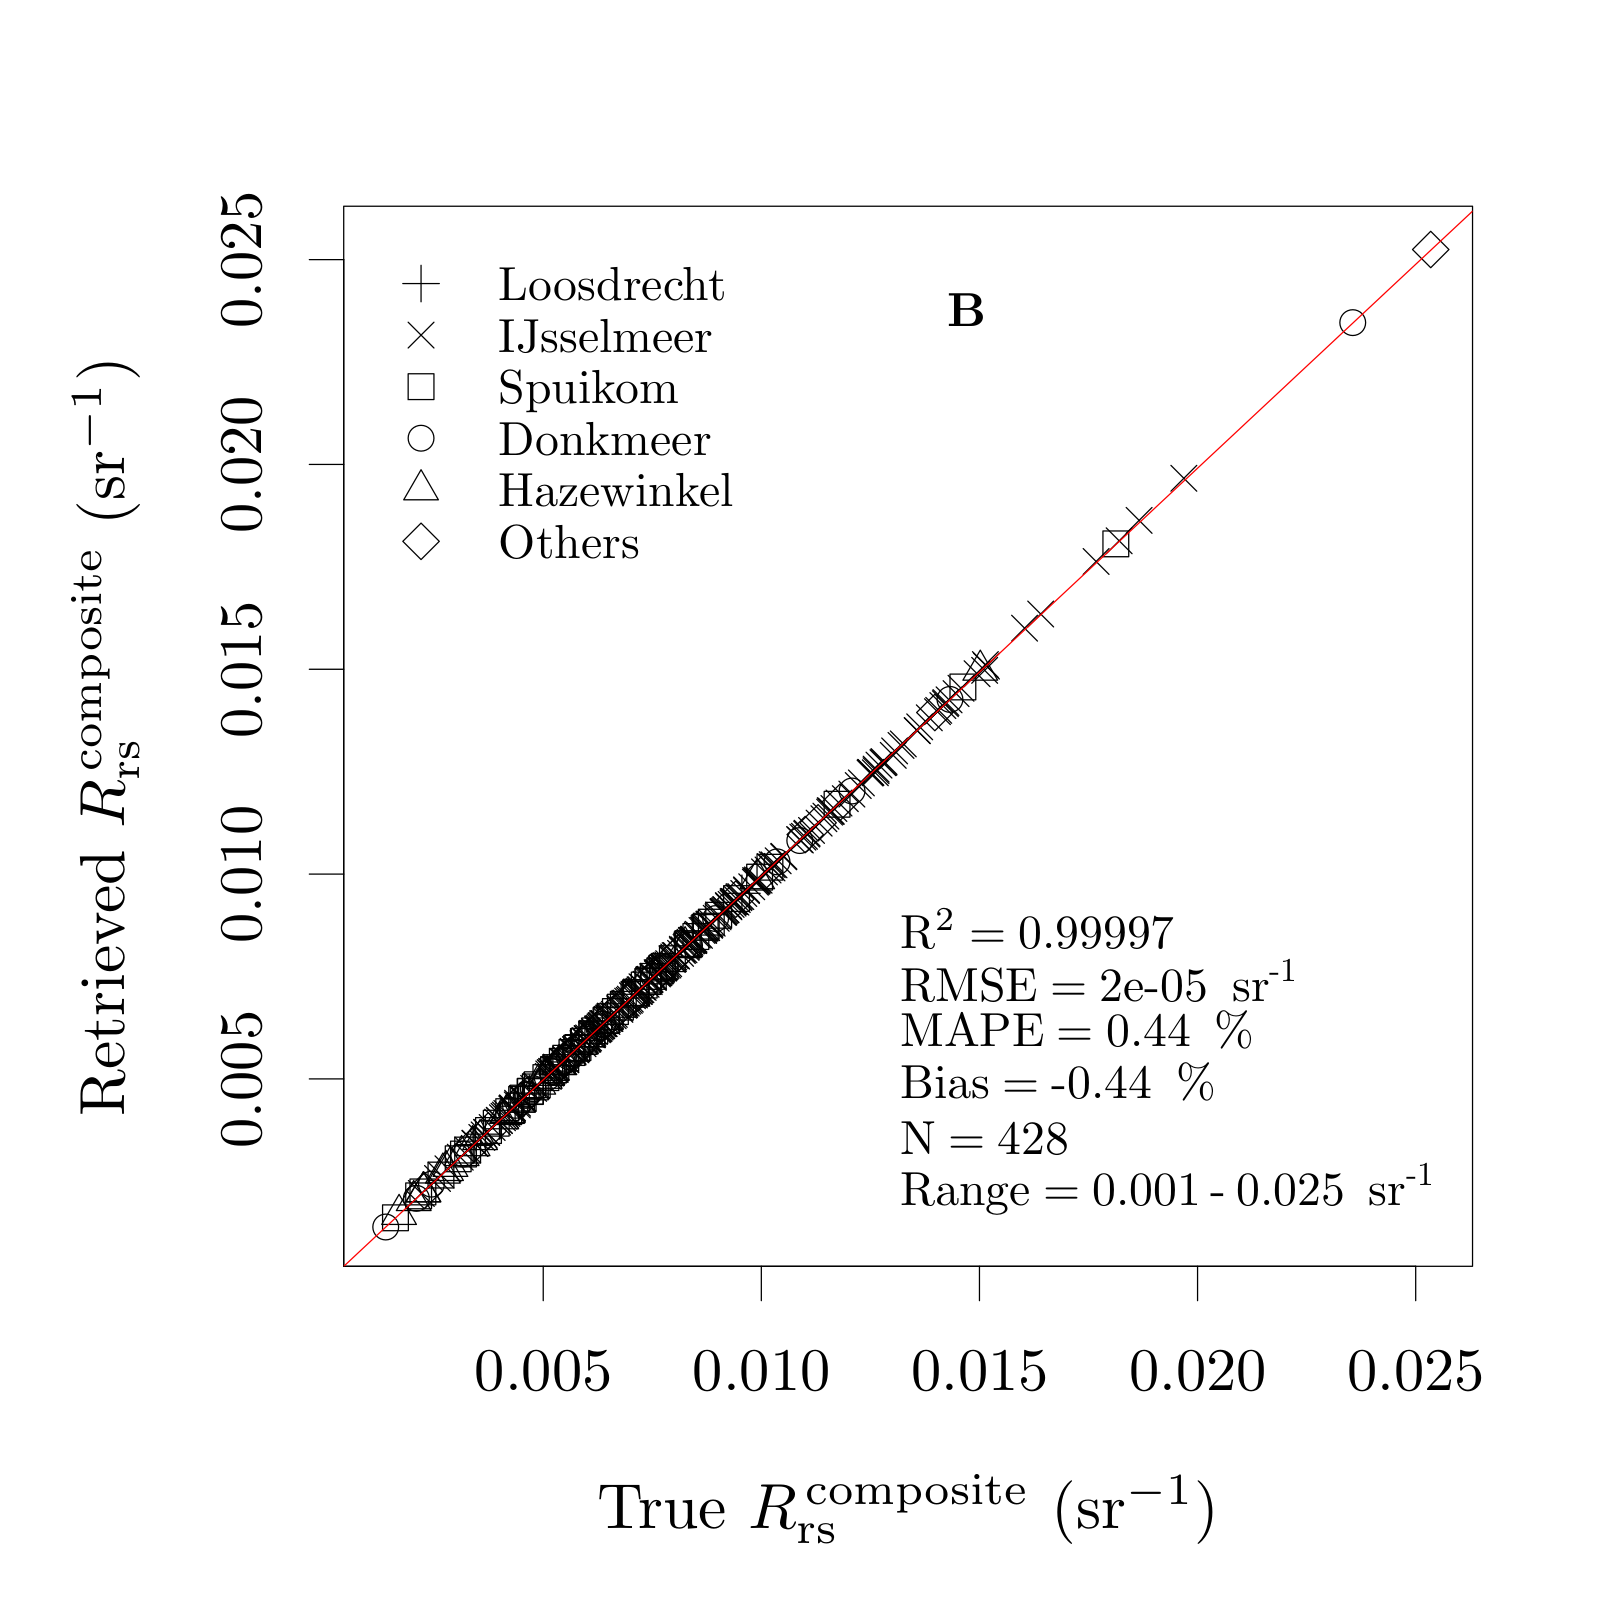 Loosdrecht
IJsselmeer
Spuikom
Donkmeer
Hazewinkel
Others
B
R² = 0.99997
RMSE = 2e-05 sr⁻¹
MAPE = 0.44 %
Bias = -0.44 %
N = 428
Range = 0.001 - 0.025 sr⁻¹
0.025
0.020
0.015
0.010
0.005
Retrieved R_rs^composite (sr⁻¹)
0.005 0.010 0.015 0.020 0.025
True R_rs^composite (sr⁻¹)